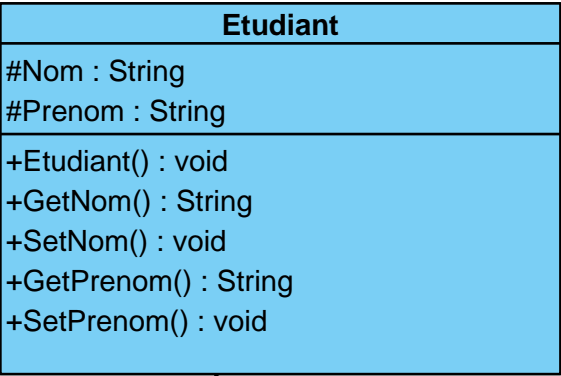 Etudiant
#Nom : String
#Prenom : String
+Etudiant() : void
+GetNom() : String
+SetNom() : void
+GetPrenom() : String
+SetPrenom() : void